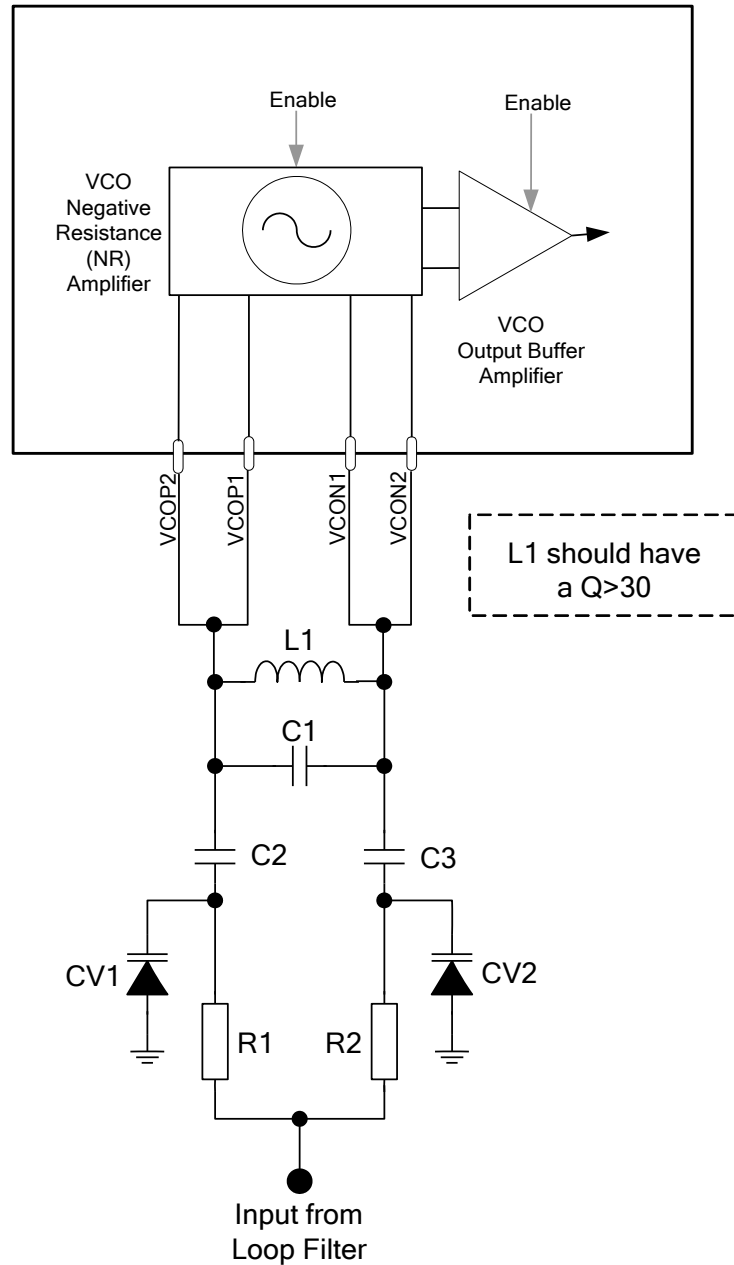 Enable
Enable
VCO
Negative
Resistance
(NR)
Amplifier
VCO
Output Buffer
Amplifier
VCOP2
VCOP1
VCON1
VCON2
L1 should have
a Q>30
L1
C1
C2
C3
CV1
CV2
R1
R2
Input from
Loop Filter